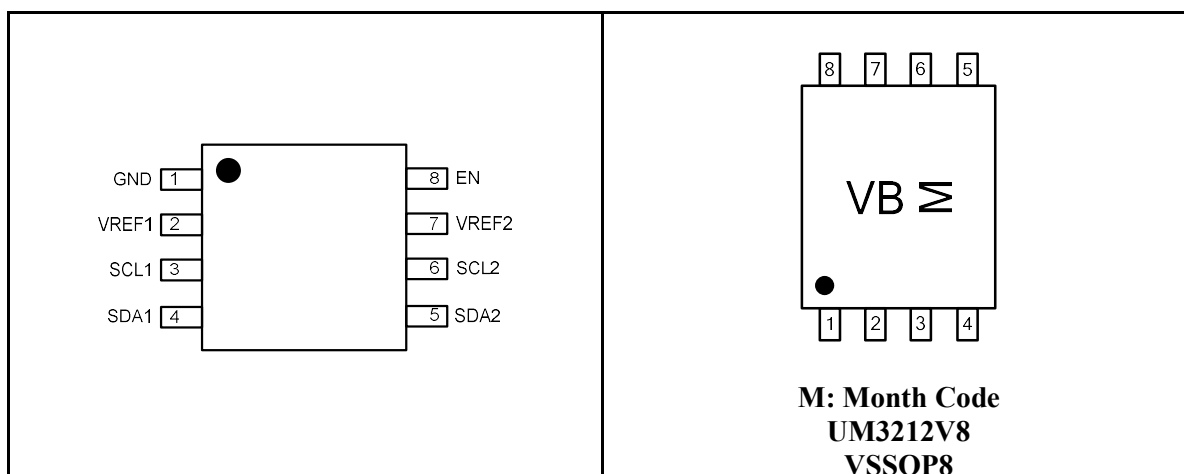 GND 1 8 EN
VREF1 2 7 VREF2
SCL1 3 6 SCL2
SDA1 4 5 SDA2
8 7 6 5
VB M
1 2 3 4
M: Month Code
UM3212V8
VSSOP8